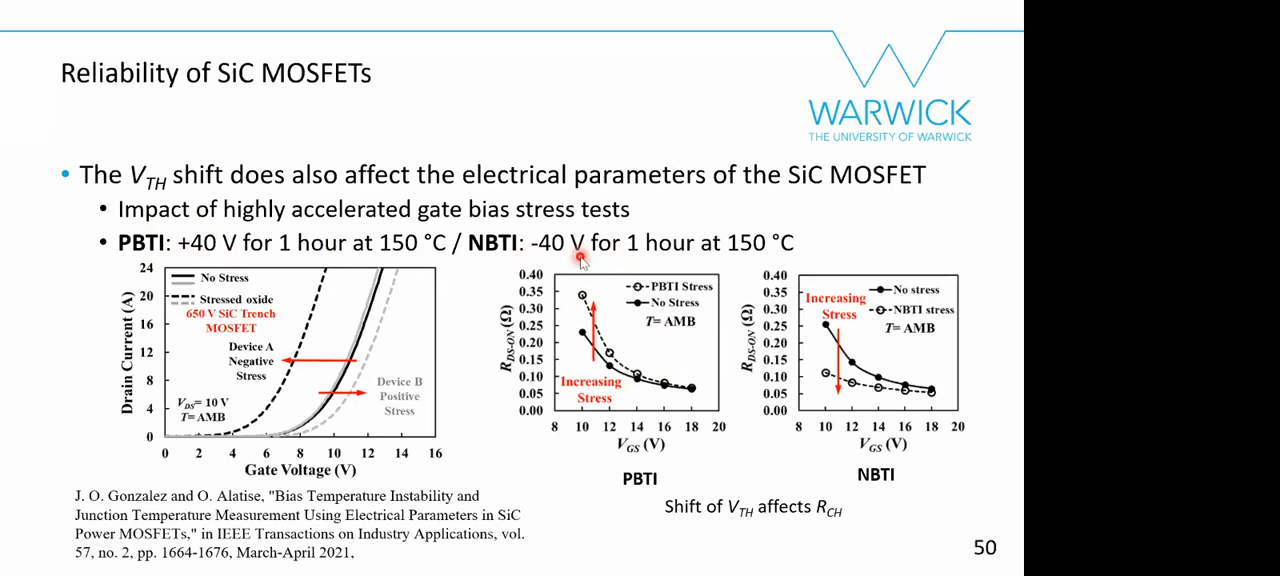 Reliability of SiC MOSFETs
WARWICK
THE UNIVERSITY OF WARWICK
• The VTH shift does also affect the electrical parameters of the SiC MOSFET
• Impact of highly accelerated gate bias stress tests
• PBTI: +40 V for 1 hour at 150 °C / NBTI: -40 V for 1 hour at 150 °C
Drain Current (A)
24
20
16
12
8
4
0
No Stress
Stressed oxide
650 V SiC Trench
MOSFET
Device A
Negative
Stress
Device B
Positive
Stress
VDS= 10 V
T= AMB
0 2 4 6 8 10 12 14 16
Gate Voltage (V)
RDS-ON (Ω)
0.40
0.35
0.30
0.25
0.20
0.15
0.10
0.05
0.00
PBTI Stress
No Stress
T= AMB
Increasing
Stress
8 10 12 14 16 18 20
VGS (V)
PBTI
RDS-ON (Ω)
0.40
0.35
0.30
0.25
0.20
0.15
0.10
0.05
0.00
Increasing
Stress
No stress
NBTI stress
T= AMB
8 10 12 14 16 18 20
VGS (V)
NBTI
Shift of VTH affects RCH
J. O. Gonzalez and O. Alatise, "Bias Temperature Instability and
Junction Temperature Measurement Using Electrical Parameters in SiC
Power MOSFETs," in IEEE Transactions on Industry Applications, vol.
57, no. 2, pp. 1664-1676, March-April 2021,
50